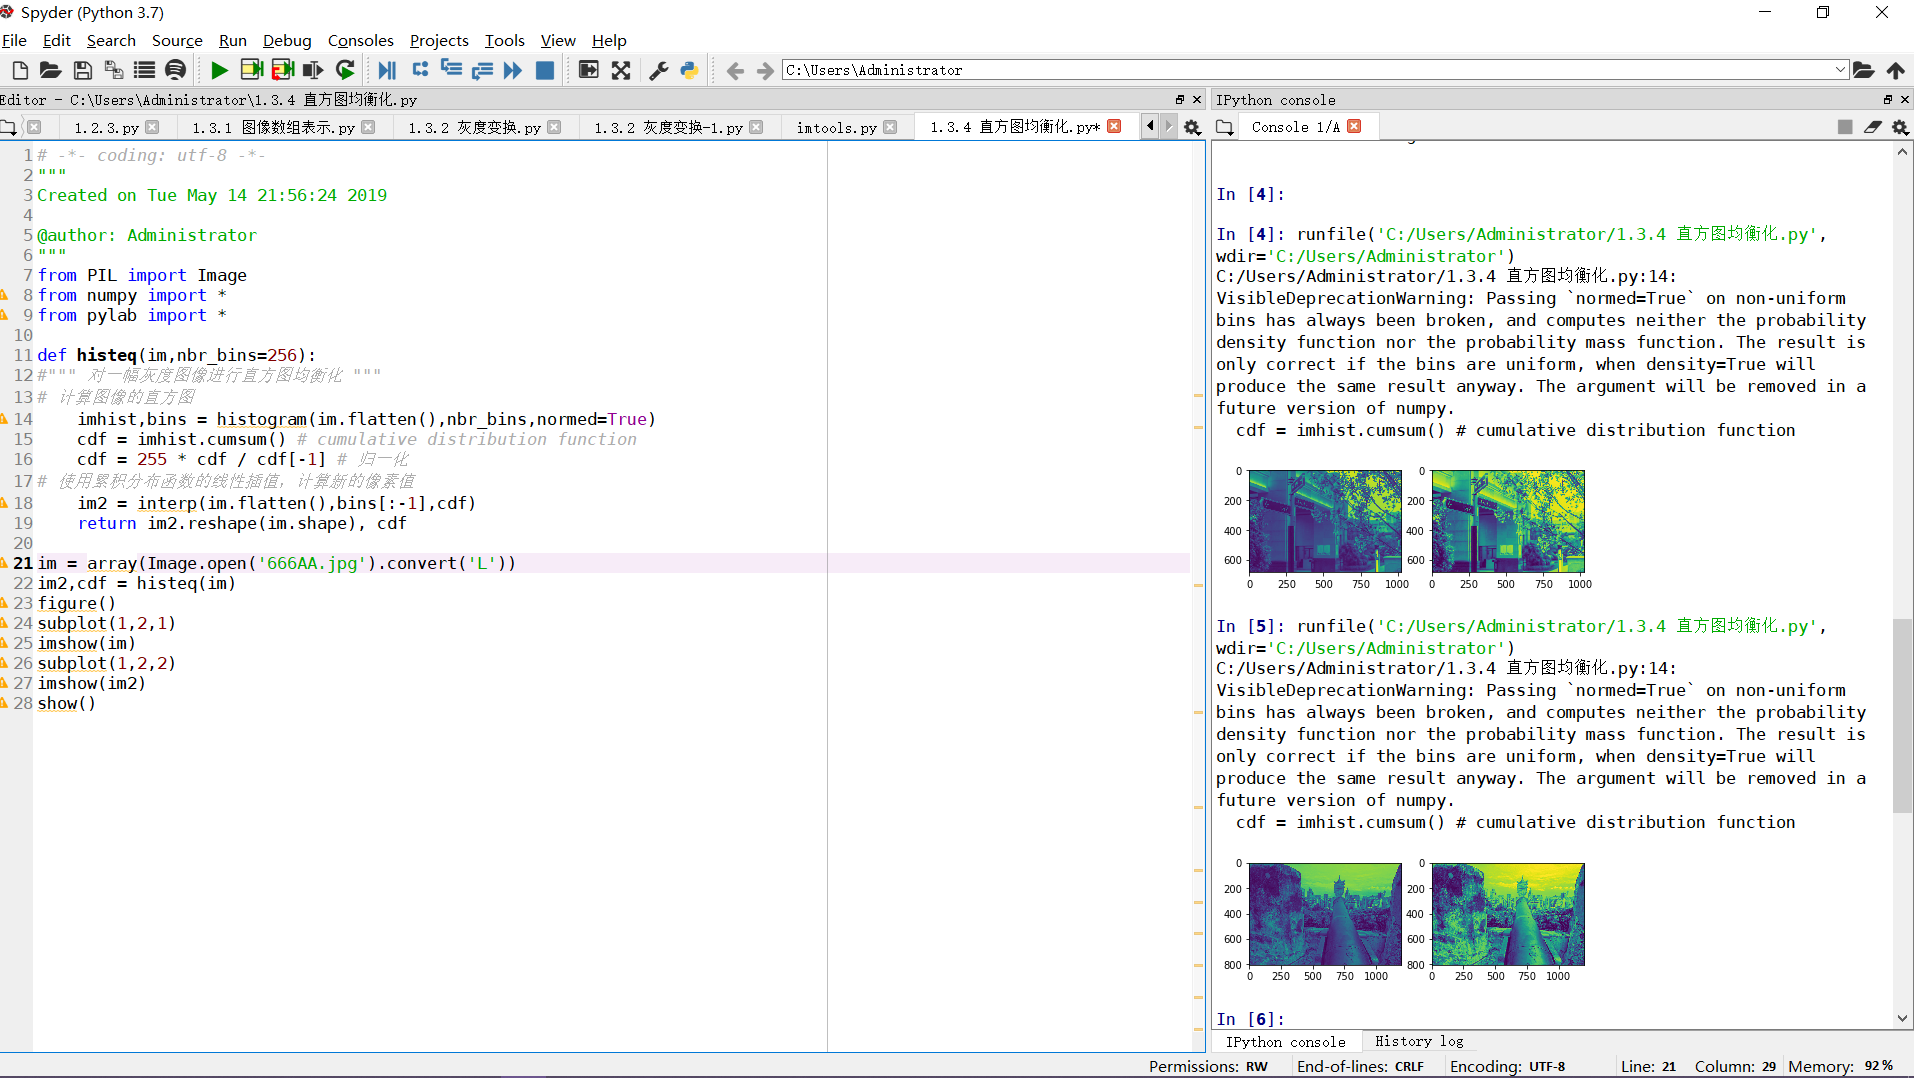 Spyder (Python 3.7)
File Edit Search Source Run Debug Consoles Projects Tools View Help
C:\Users\Administrator
Editor - C:\Users\Administrator\1.3.4 直方图均衡化.py
1.2.3.py 1.3.1 图像数组表示.py 1.3.2 灰度变换.py 1.3.2 灰度变换-1.py imtools.py 1.3.4 直方图均衡化.py*
1 # -*- coding: utf-8 -*-
2 """
3 Created on Tue May 14 21:56:24 2019
4
5 @author: Administrator
6 """
7 from PIL import Image
8 from numpy import *
9 from pylab import *
10
11 def histeq(im,nbr_bins=256):
12 #""" 对一幅灰度图像进行直方图均衡化 """
13 # 计算图像的直方图
14 imhist,bins = histogram(im.flatten(),nbr_bins,normed=True)
15 cdf = imhist.cumsum() # cumulative distribution function
16 cdf = 255 * cdf / cdf[-1] # 归一化
17 # 使用累积分布函数的线性插值，计算新的像素值
18 im2 = interp(im.flatten(),bins[:-1],cdf)
19 return im2.reshape(im.shape), cdf
20
21 im = array(Image.open('666AA.jpg').convert('L'))
22 im2,cdf = histeq(im)
23 figure()
24 subplot(1,2,1)
25 imshow(im)
26 subplot(1,2,2)
27 imshow(im2)
28 show()
IPython console
Console 1/A
In [4]:
In [4]: runfile('C:/Users/Administrator/1.3.4 直方图均衡化.py',
wdir='C:/Users/Administrator')
C:/Users/Administrator/1.3.4 直方图均衡化.py:14:
VisibleDeprecationWarning: Passing `normed=True` on non-uniform
bins has always been broken, and computes neither the probability
density function nor the probability mass function. The result is
only correct if the bins are uniform, when density=True will
produce the same result anyway. The argument will be removed in a
future version of numpy.
cdf = imhist.cumsum() # cumulative distribution function
0 0
200 200
400 400
600 600
0 250 500 750 1000 0 250 500 750 1000
In [5]: runfile('C:/Users/Administrator/1.3.4 直方图均衡化.py',
wdir='C:/Users/Administrator')
C:/Users/Administrator/1.3.4 直方图均衡化.py:14:
VisibleDeprecationWarning: Passing `normed=True` on non-uniform
bins has always been broken, and computes neither the probability
density function nor the probability mass function. The result is
only correct if the bins are uniform, when density=True will
produce the same result anyway. The argument will be removed in a
future version of numpy.
cdf = imhist.cumsum() # cumulative distribution function
0 0
200 200
400 400
600 600
800 800
0 250 500 750 1000 0 250 500 750 1000
In [6]:
IPython console History log
Permissions: RW End-of-lines: CRLF Encoding: UTF-8 Line: 21 Column: 29 Memory: 92 %